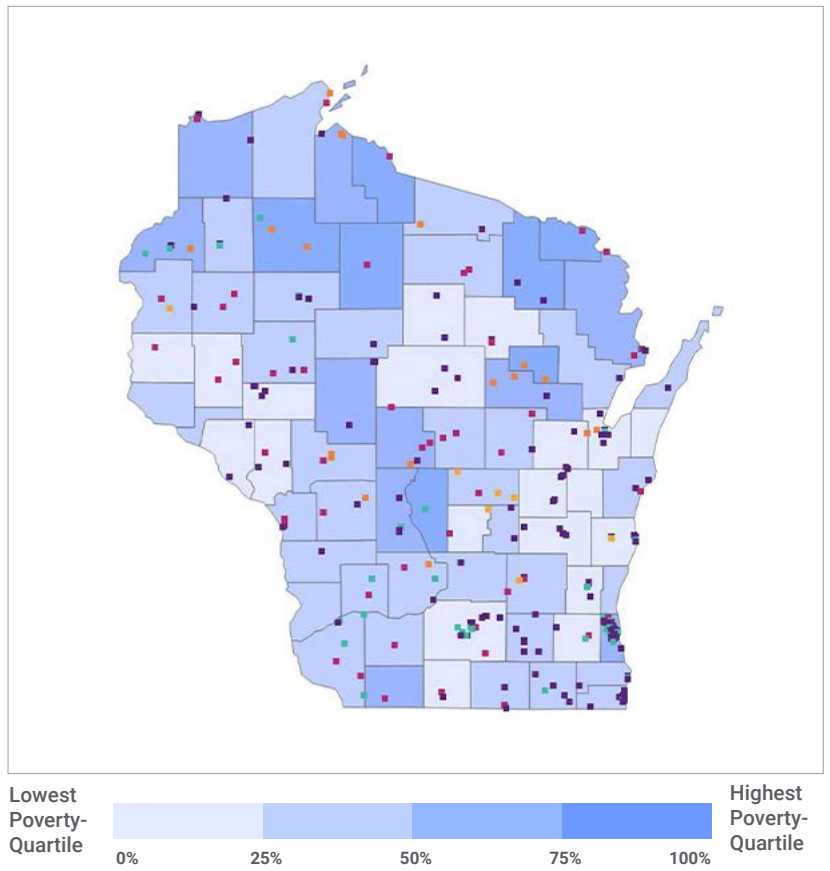 Lowest
Poverty-
Quartile
0%
25%
50%
75%
100%
Highest
Poverty-
Quartile